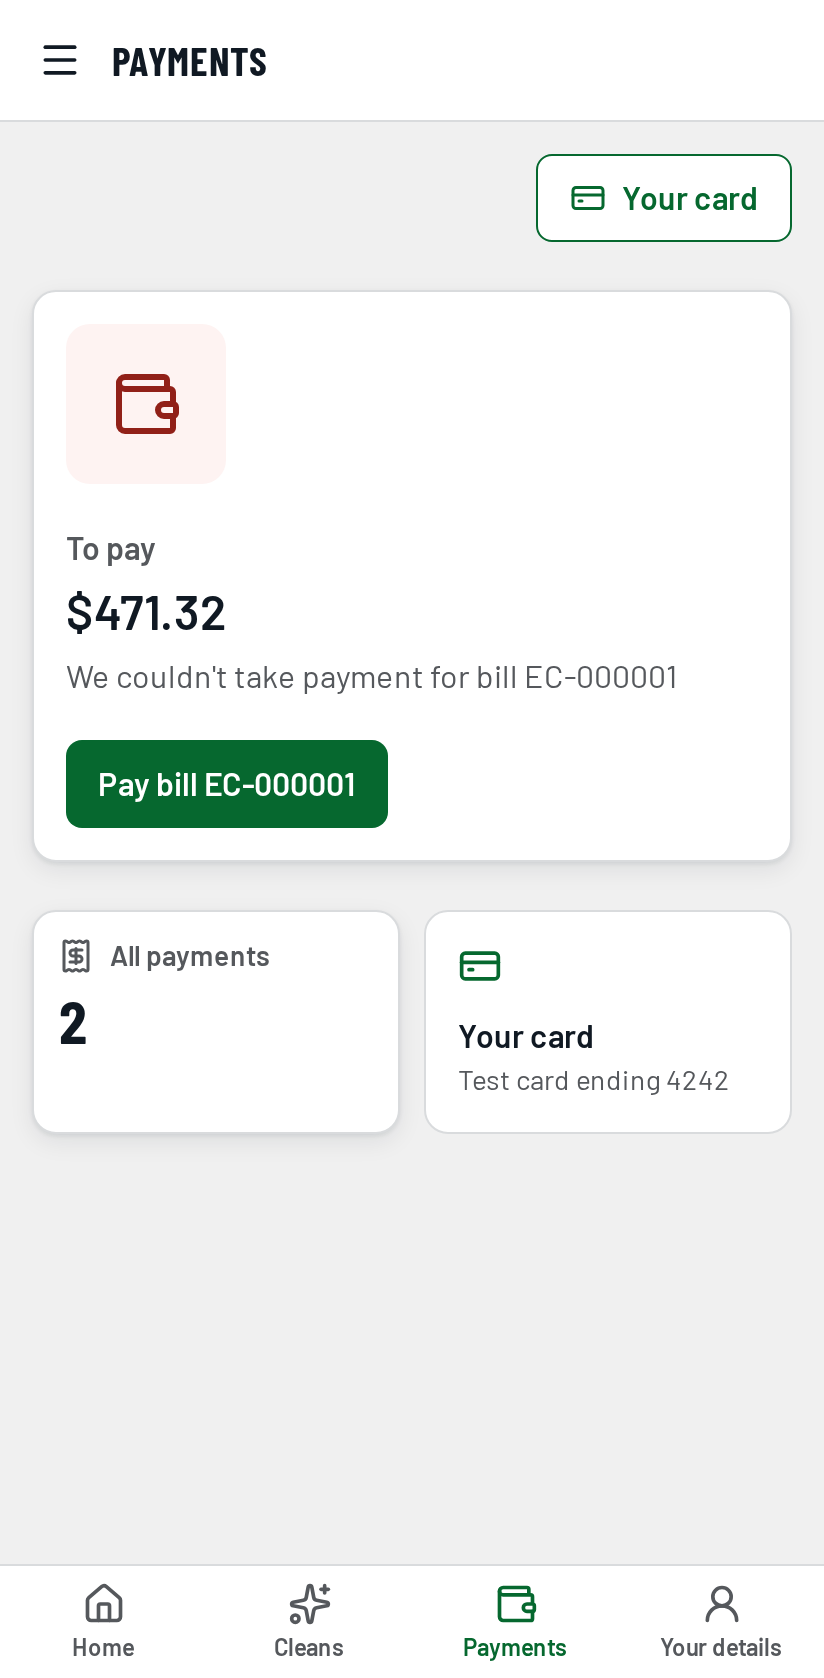 PAYMENTS
Your card
To pay
$471.32
We couldn't take payment for bill EC-000001
Pay bill EC-000001
All payments
2
Your card
Test card ending 4242
Home
Cleans
Payments
Your details